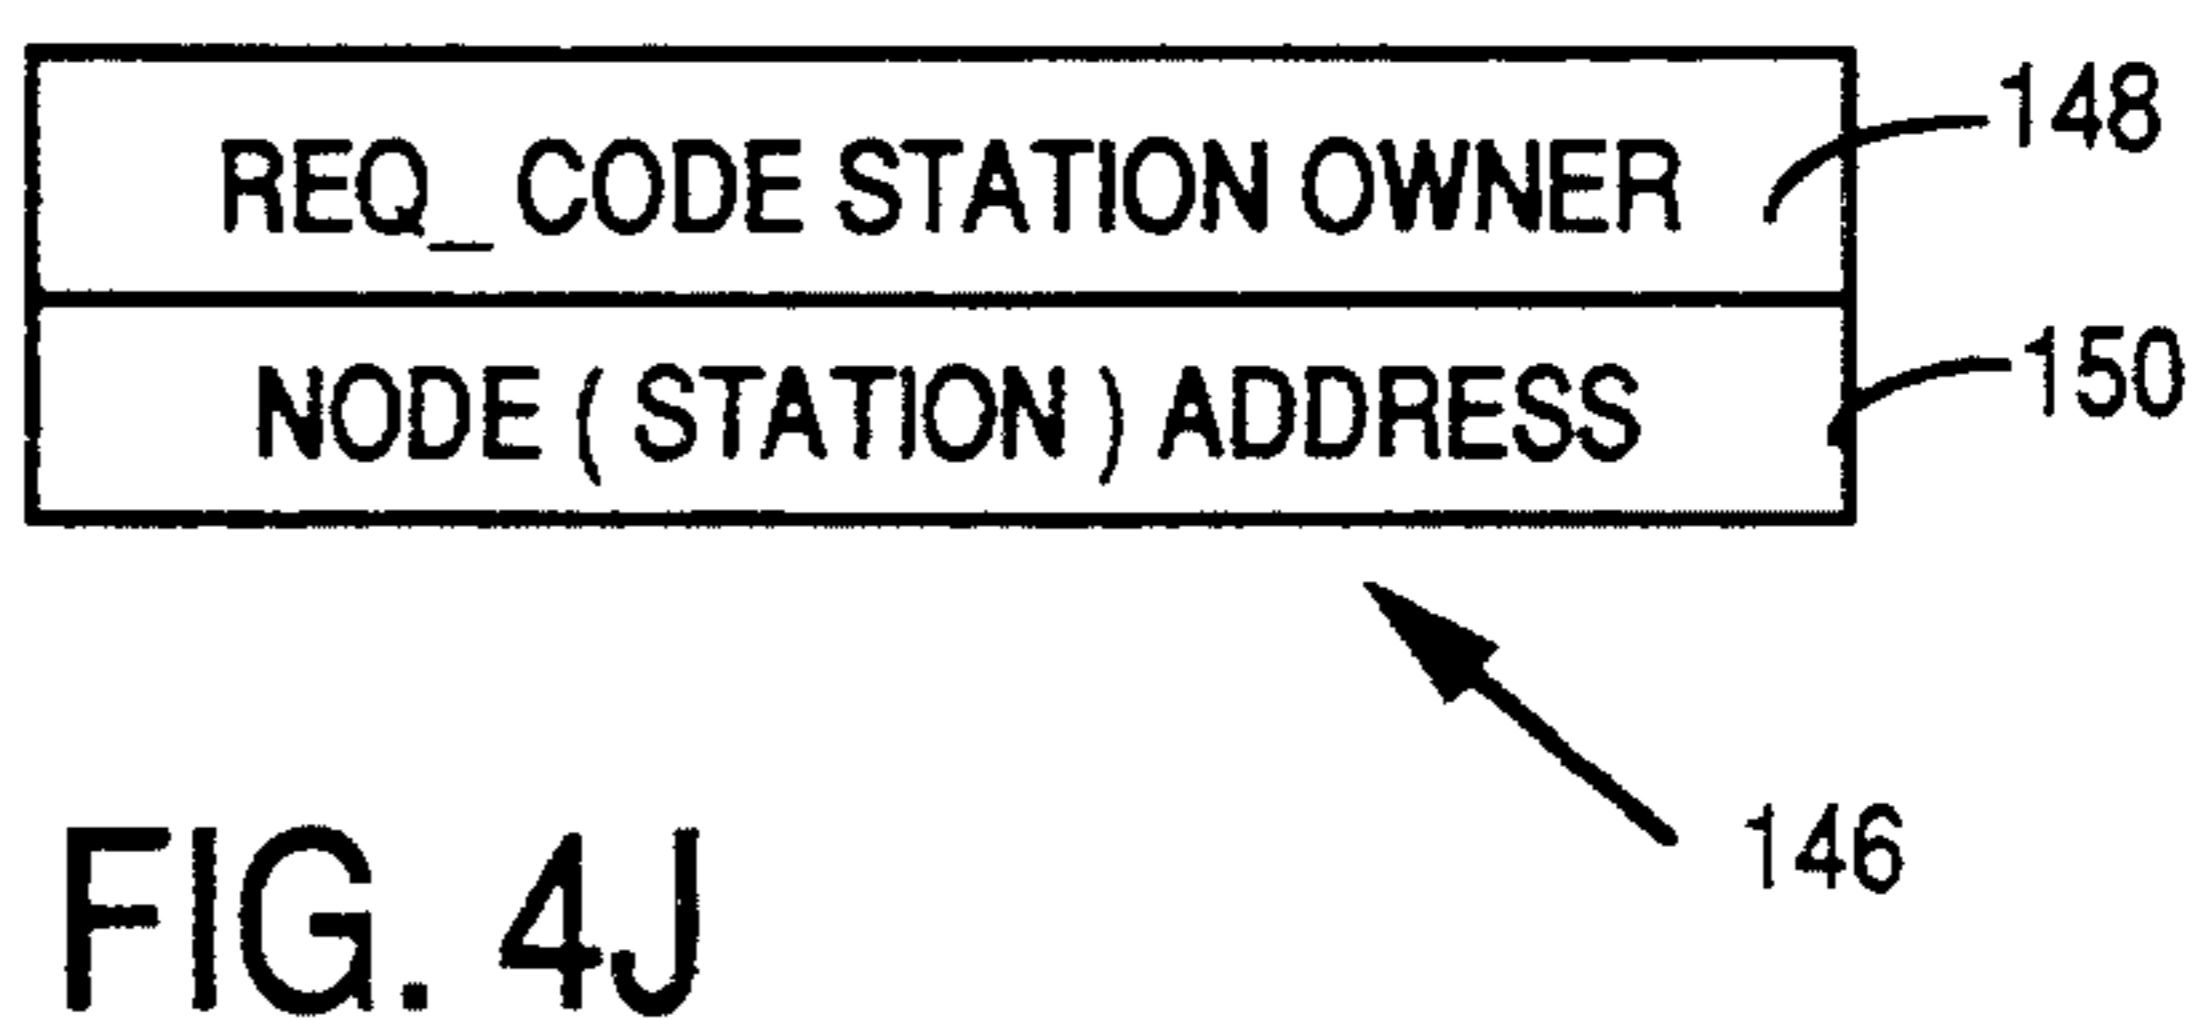 REQ_CODE STATION OWNER
148
NODE ( STATION ) ADDRESS
150
146
FIG. 4J